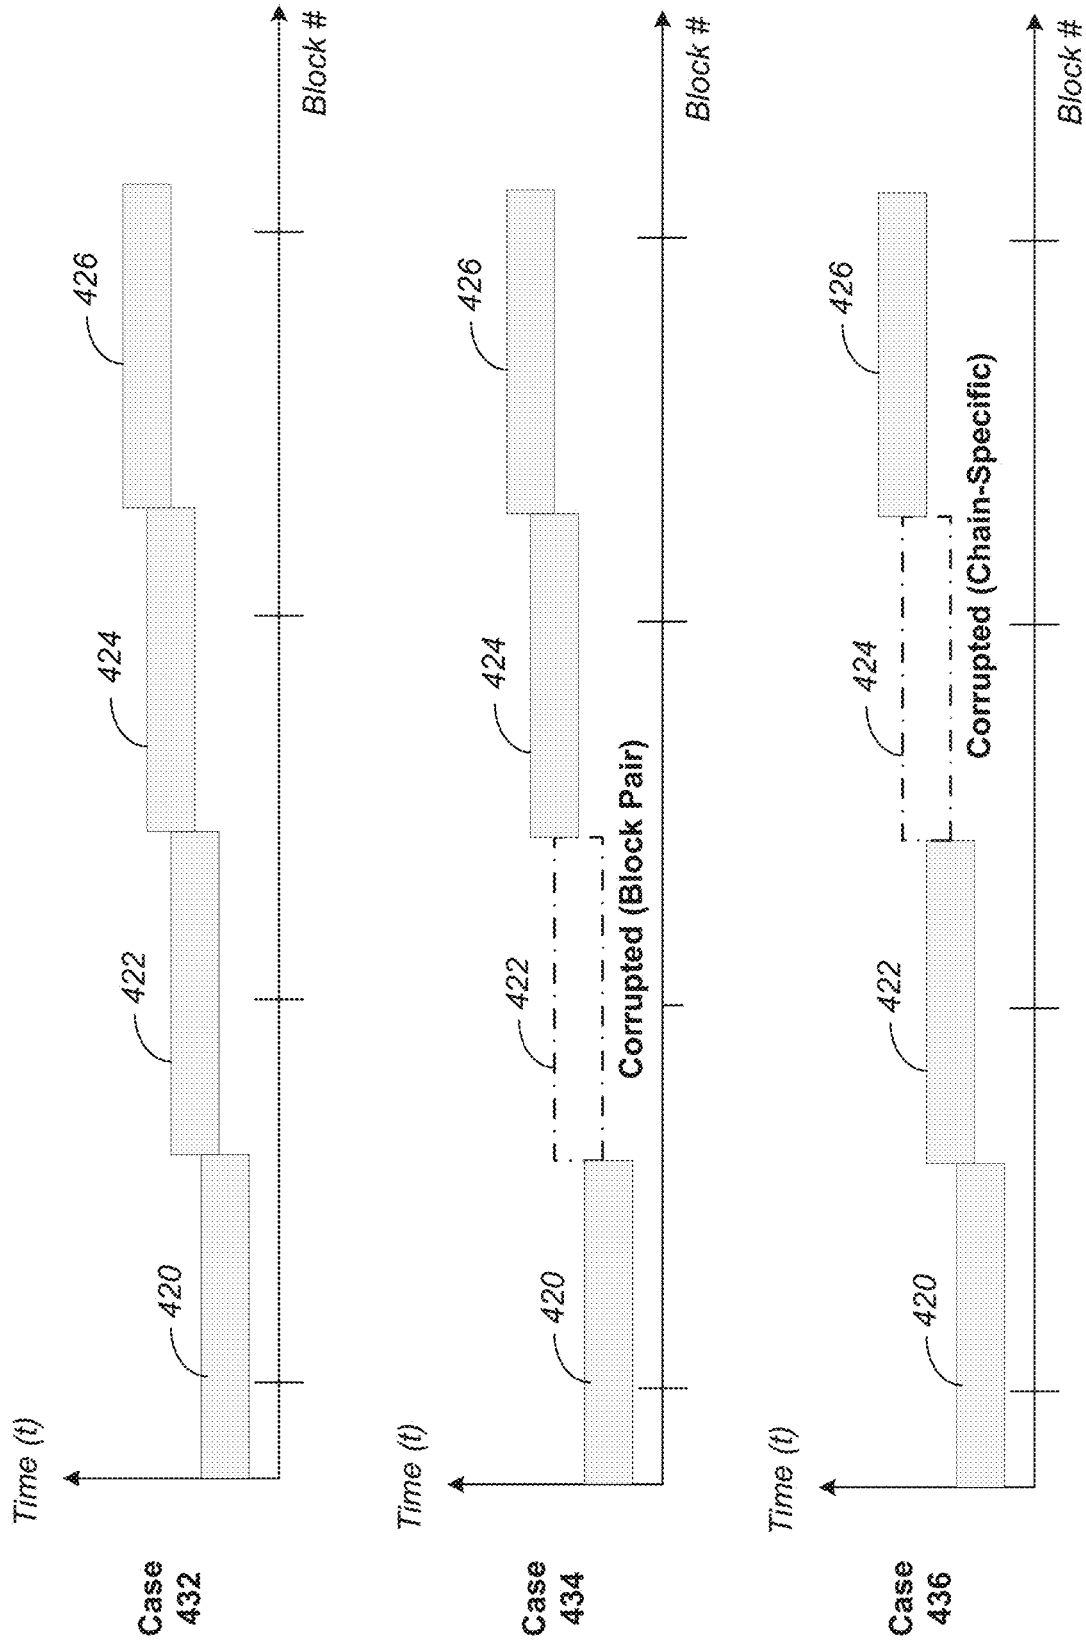 Time (t)
Case
432
420
422
424
426
Block #
Time (t)
Case
434
420
422
424
426
Corrupted (Block Pair)
Block #
Time (t)
Case
436
420
422
424
426
Corrupted (Chain-Specific)
Block #